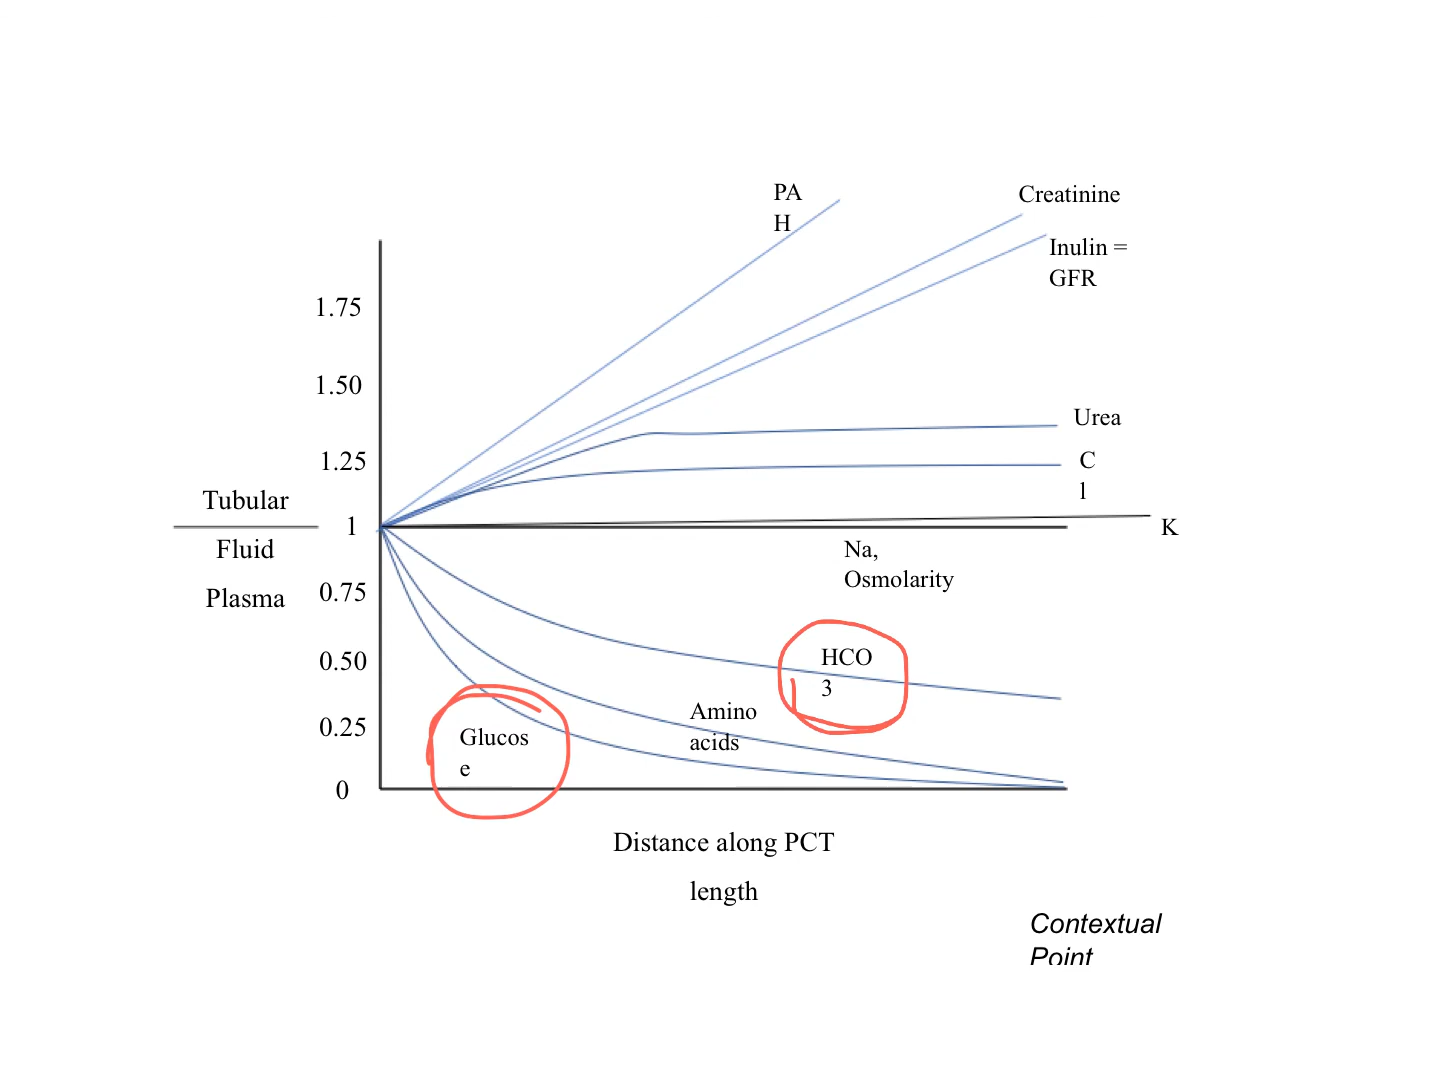 PA
H
Creatinine
Inulin =
GFR
1.75
1.50
Urea
1.25
C
l
Tubular
1
K
Fluid
Na,
Osmolarity
Plasma
0.75
HCO
3
0.50
Amino
acids
0.25
Glucos
e
0
Distance along PCT
length
Contextual
Point